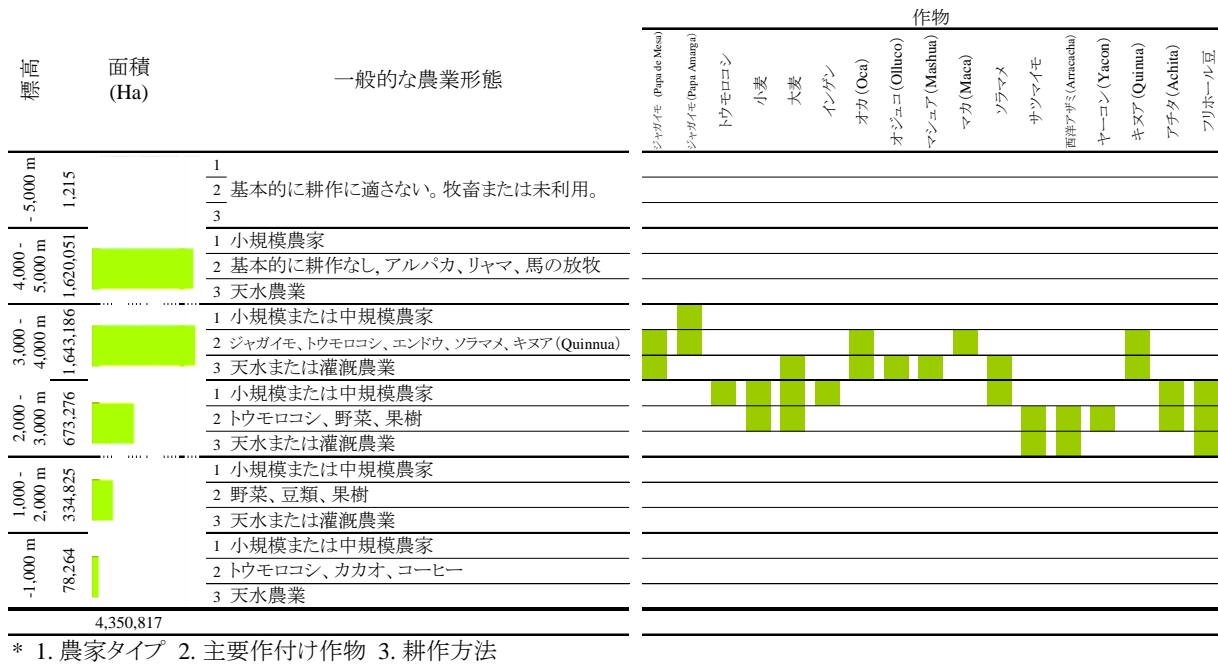 作物
標高
面積
(Ha)
一般的な農業形態
ジャガイモ (Papa de Mesa)
ジャガイモ(Papa Amarga)
トウモロコシ
小麦
大麦
インゲン
オカ(Oca)
オジュコ(Olluco)
マシュア(Mashua)
マカ(Maca)
ソラマメ
サツマイモ
西洋アザミ(Arracacha)
ヤーコン(Yacon)
キヌア(Quinua)
アチタ(Achita)
フリホール豆
- 5,000 m
1,215
1
2 基本的に耕作に適さない。牧畜または未利用。
3
4,000 -
5,000 m
1,620,051
1 小規模農家
2 基本的に耕作なし, アルパカ、リャマ、馬の放牧
3 天水農業
3,000 -
4,000 m
1,643,186
1 小規模または中規模農家
2 ジャガイモ、トウモロコシ、エンドウ、ソラマメ、キヌア(Quinnua)
3 天水または灌漑農業
2,000 -
3,000 m
673,276
1 小規模または中規模農家
2 トウモロコシ、野菜、果樹
3 天水または灌漑農業
1,000 -
2,000 m
334,825
1 小規模または中規模農家
2 野菜、豆類、果樹
3 天水または灌漑農業
-1,000 m
78,264
1 小規模または中規模農家
2 トウモロコシ、カカオ、コーヒー
3 天水農業
4,350,817
* 1. 農家タイプ 2. 主要作付け作物 3. 耕作方法